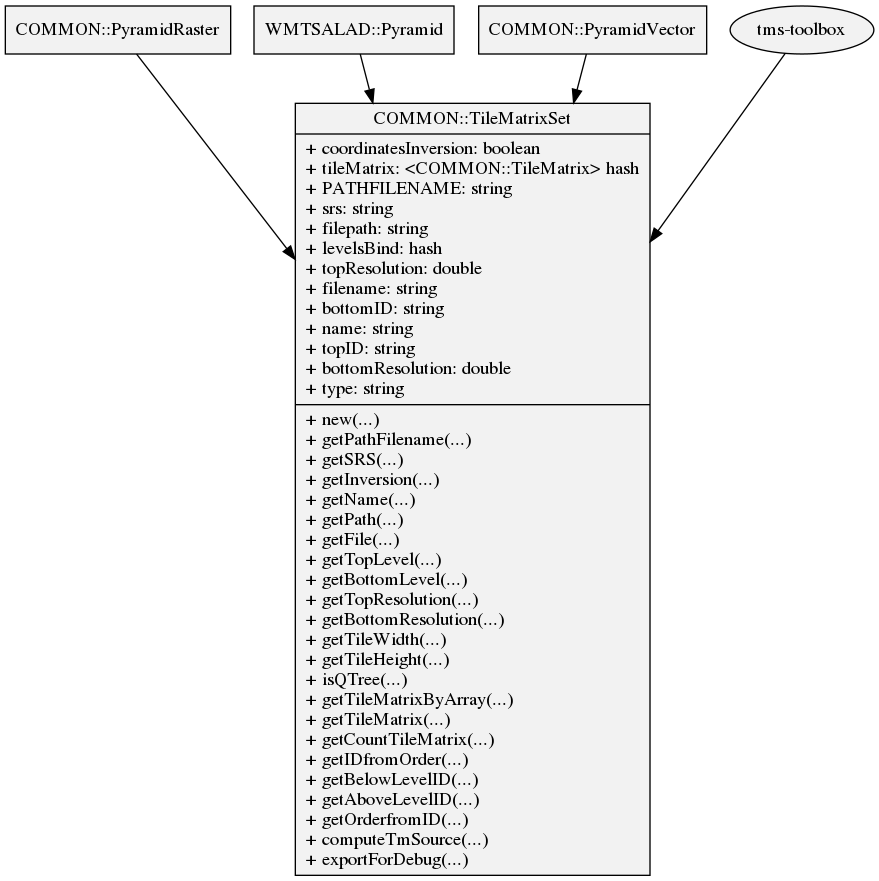 COMMON::PyramidRaster
WMTSALAD::Pyramid
COMMON::PyramidVector
tms-toolbox
COMMON::TileMatrixSet
+ coordinatesInversion: boolean
+ tileMatrix: <COMMON::TileMatrix> hash
+ PATHFILENAME: string
+ srs: string
+ filepath: string
+ levelsBind: hash
+ topResolution: double
+ filename: string
+ bottomID: string
+ name: string
+ topID: string
+ bottomResolution: double
+ type: string
+ new(...)
+ getPathFilename(...)
+ getSRS(...)
+ getInversion(...)
+ getName(...)
+ getPath(...)
+ getFile(...)
+ getTopLevel(...)
+ getBottomLevel(...)
+ getTopResolution(...)
+ getBottomResolution(...)
+ getTileWidth(...)
+ getTileHeight(...)
+ isQTree(...)
+ getTileMatrixByArray(...)
+ getTileMatrix(...)
+ getCountTileMatrix(...)
+ getIDfromOrder(...)
+ getBelowLevelID(...)
+ getAboveLevelID(...)
+ getOrderfromID(...)
+ computeTmSource(...)
+ exportForDebug(...)